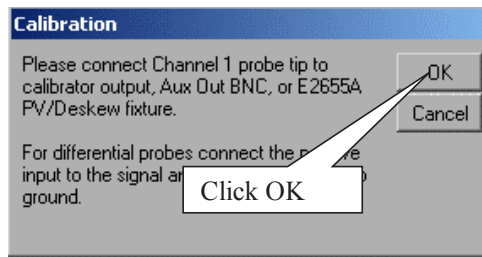 Calibration
Please connect Channel 1 probe tip to
calibrator output, Aux Out BNC, or E2655A
PV/Deskew fixture.
For differential probes connect the
input to the signal
ground.
OK
Cancel
Click OK